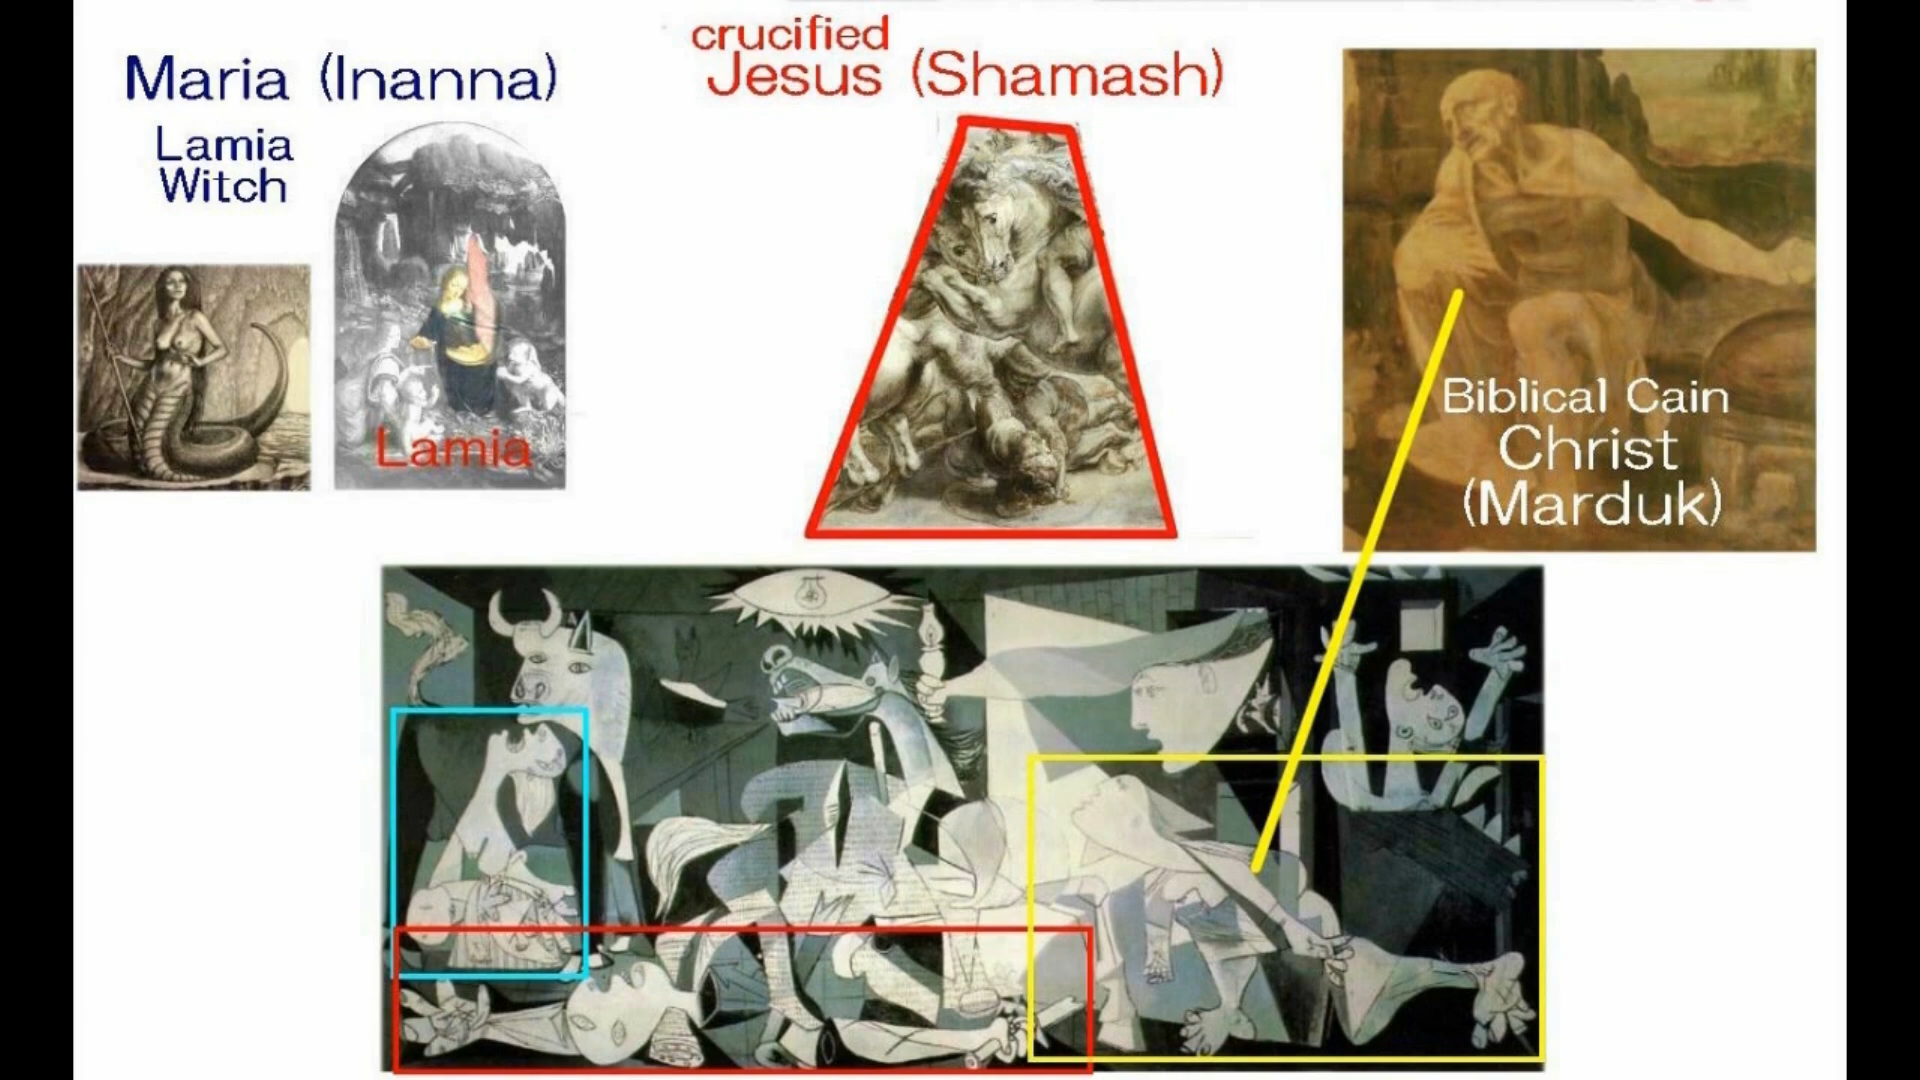 Maria (Inanna)
Lamia
Witch
Lamia
crucified
Jesus (Shamash)
Biblical Cain
Christ
(Marduk)